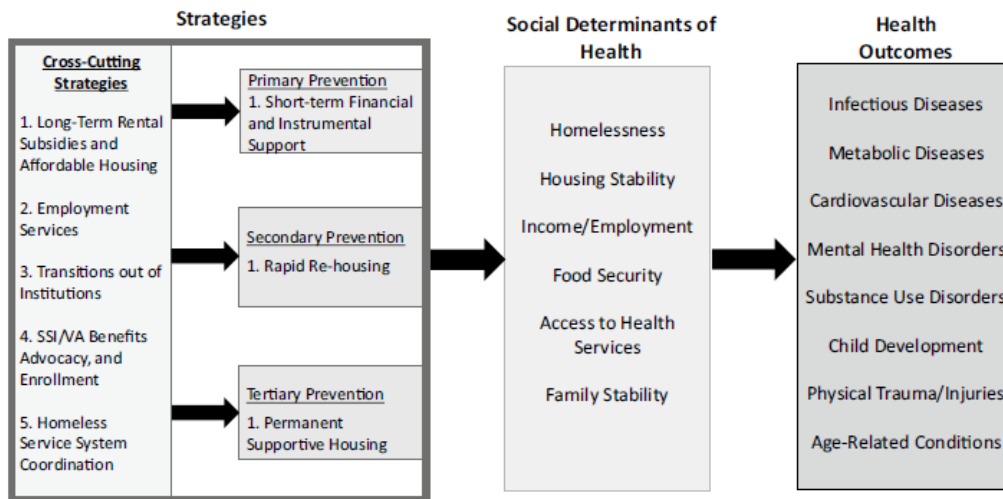 Strategies
Cross-Cutting
Strategies
1. Long-Term Rental
Subsidies and
Affordable Housing
2. Employment
Services
3. Transitions out of
Institutions
4. SSI/VA Benefits
Advocacy, and
Enrollment
5. Homeless
Service System
Coordination
Primary Prevention
1. Short-term Financial
and Instrumental
Support
Secondary Prevention
1. Rapid Re-housing
Tertiary Prevention
1. Permanent
Supportive Housing
Social Determinants of
Health
Homelessness
Housing Stability
Income/Employment
Food Security
Access to Health
Services
Family Stability
Health
Outcomes
Infectious Diseases
Metabolic Diseases
Cardiovascular Diseases
Mental Health Disorders
Substance Use Disorders
Child Development
Physical Trauma/Injuries
Age-Related Conditions